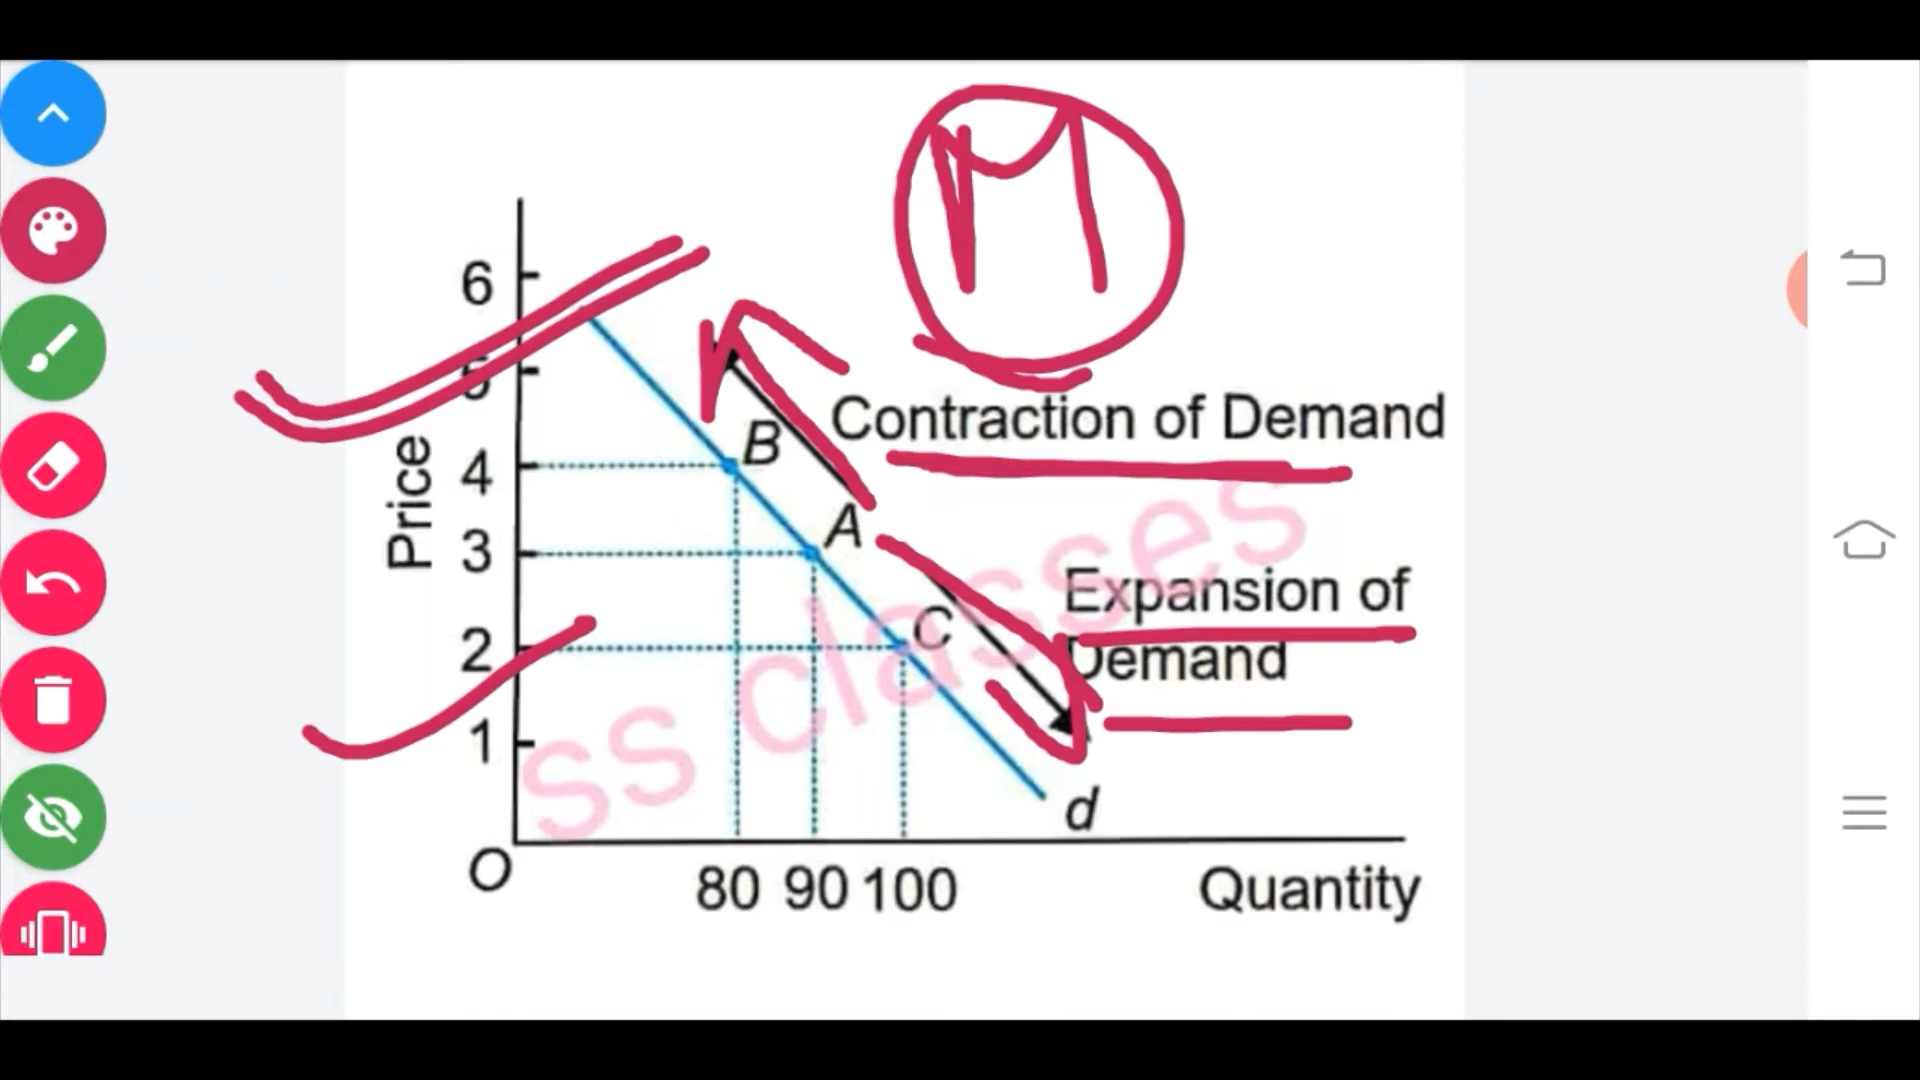 M
6
5
Contraction of Demand
B
4
A
3
Price
Expansion of
Demand
C
2
1
d
O
80 90 100
Quantity
ss classes